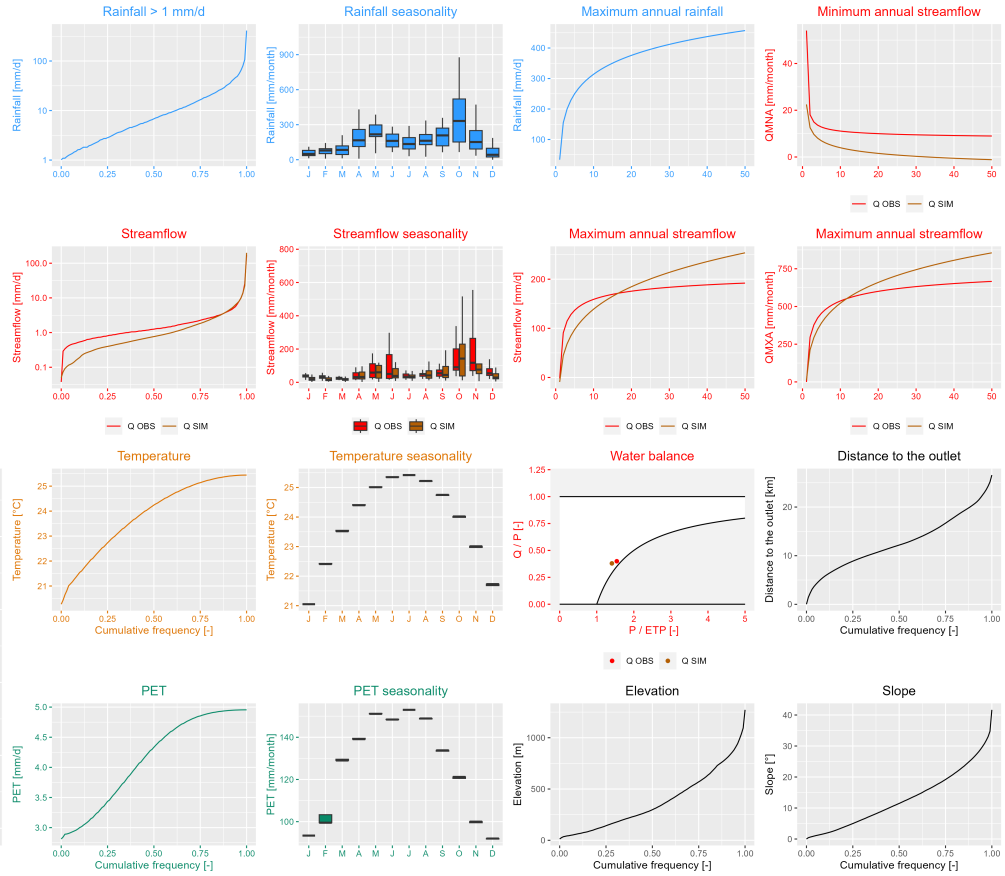 Rainfall > 1 mm/d
Rainfall [mm/d]
100
10
1
0.00 0.25 0.50 0.75 1.00
Rainfall seasonality
Rainfall [mm/month]
900
600
300
0
J F M A M J J A S O N D
Maximum annual rainfall
Rainfall [mm/d]
400
300
200
100
0 10 20 30 40 50
Minimum annual streamflow
QMNA [mm/month]
40
20
0
0 10 20 30 40 50
Q OBS Q SIM
Streamflow
Streamflow [mm/d]
100.0
10.0
1.0
0.1
0.00 0.25 0.50 0.75 1.00
Q OBS Q SIM
Streamflow seasonality
Streamflow [mm/month]
800
600
400
200
0
J F M A M J J A S O N D
Q OBS Q SIM
Maximum annual streamflow
Streamflow [mm/d]
200
100
0
0 10 20 30 40 50
Q OBS Q SIM
Maximum annual streamflow
QMXA [mm/month]
750
500
250
0
0 10 20 30 40 50
Q OBS Q SIM
Temperature
Temperature [°C]
25
24
23
22
21
0.00 0.25 0.50 0.75 1.00
Cumulative frequency [-]
Temperature seasonality
Temperature [°C]
25
24
23
22
21
J F M A M J J A S O N D
Water balance
Q / P [-]
1.25
1.00
0.75
0.50
0.25
0.00
0 1 2 3 4 5
P / ETP [-]
Q OBS Q SIM
Distance to the outlet
Distance to the outlet [km]
20
10
0
0.00 0.25 0.50 0.75 1.00
Cumulative frequency [-]
PET
PET [mm/d]
5.0
4.5
4.0
3.5
3.0
0.00 0.25 0.50 0.75 1.00
Cumulative frequency [-]
PET seasonality
PET [mm/month]
140
120
100
J F M A M J J A S O N D
Elevation
Elevation [m]
1000
500
0
0.00 0.25 0.50 0.75 1.00
Cumulative frequency [-]
Slope
Slope [°]
40
30
20
10
0
0.00 0.25 0.50 0.75 1.00
Cumulative frequency [-]